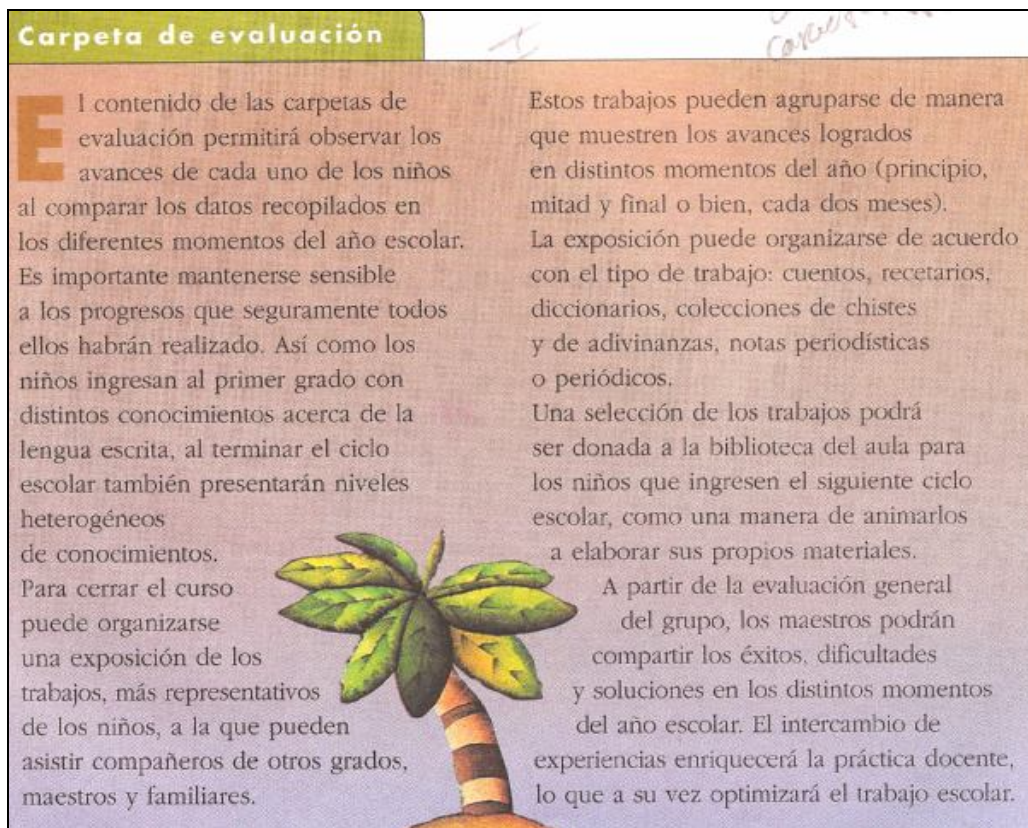 Carpeta de evaluación
El contenido de las carpetas de
evaluación permitirá observar los
avances de cada uno de los niños
al comparar los datos recopilados en
los diferentes momentos del año escolar.
Es importante mantenerse sensible
a los progresos que seguramente todos
ellos habrán realizado. Así como los
niños ingresan al primer grado con
distintos conocimientos acerca de la
lengua escrita, al terminar el ciclo
escolar también presentarán niveles
heterogéneos
de conocimientos.
Para cerrar el curso
puede organizarse
una exposición de los
trabajos, más representativos
de los niños, a la que pueden
asistir compañeros de otros grados,
maestros y familiares.
Estos trabajos pueden agruparse de manera
que muestren los avances logrados
en distintos momentos del año (principio,
mitad y final o bien, cada dos meses).
La exposición puede organizarse de acuerdo
con el tipo de trabajo: cuentos, recetarios,
diccionarios, colecciones de chistes
y de adivinanzas, notas periodísticas
o periódicos.
Una selección de los trabajos podrá
ser donada a la biblioteca del aula para
los niños que ingresen el siguiente ciclo
escolar, como una manera de animarlos
a elaborar sus propios materiales.
A partir de la evaluación general
del grupo, los maestros podrán
compartir los éxitos, dificultades
y soluciones en los distintos momentos
del año escolar. El intercambio de
experiencias enriquecerá la práctica docente,
lo que a su vez optimizará el trabajo escolar.